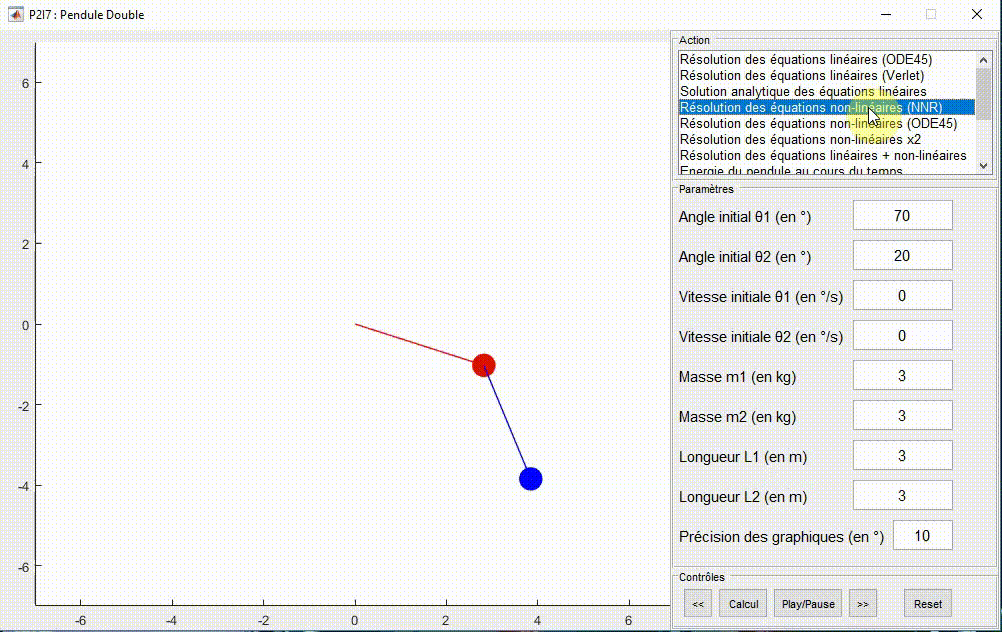 P2I7 : Pendule Double
Action
Résolution des équations linéaires (ODE45)
Résolution des équations linéaires (Verlet)
Solution analytique des équations linéaires
Résolution des équations non-linéaires (NNR)
Résolution des équations non-linéaires (ODE45)
Résolution des équations non-linéaires x2
Résolution des équations linéaires + non-linéaires
Energie du pendule au cours du temps
Paramètres
Angle initial θ1 (en °) 70
Angle initial θ2 (en °) 20
Vitesse initiale θ1 (en °/s) 0
Vitesse initiale θ2 (en °/s) 0
Masse m1 (en kg) 3
Masse m2 (en kg) 3
Longueur L1 (en m) 3
Longueur L2 (en m) 3
Précision des graphiques (en °) 10
Contrôles
<< Calcul Play/Pause >> Reset
6
4
2
0
-2
-4
-6
-6 -4 -2 0 2 4 6